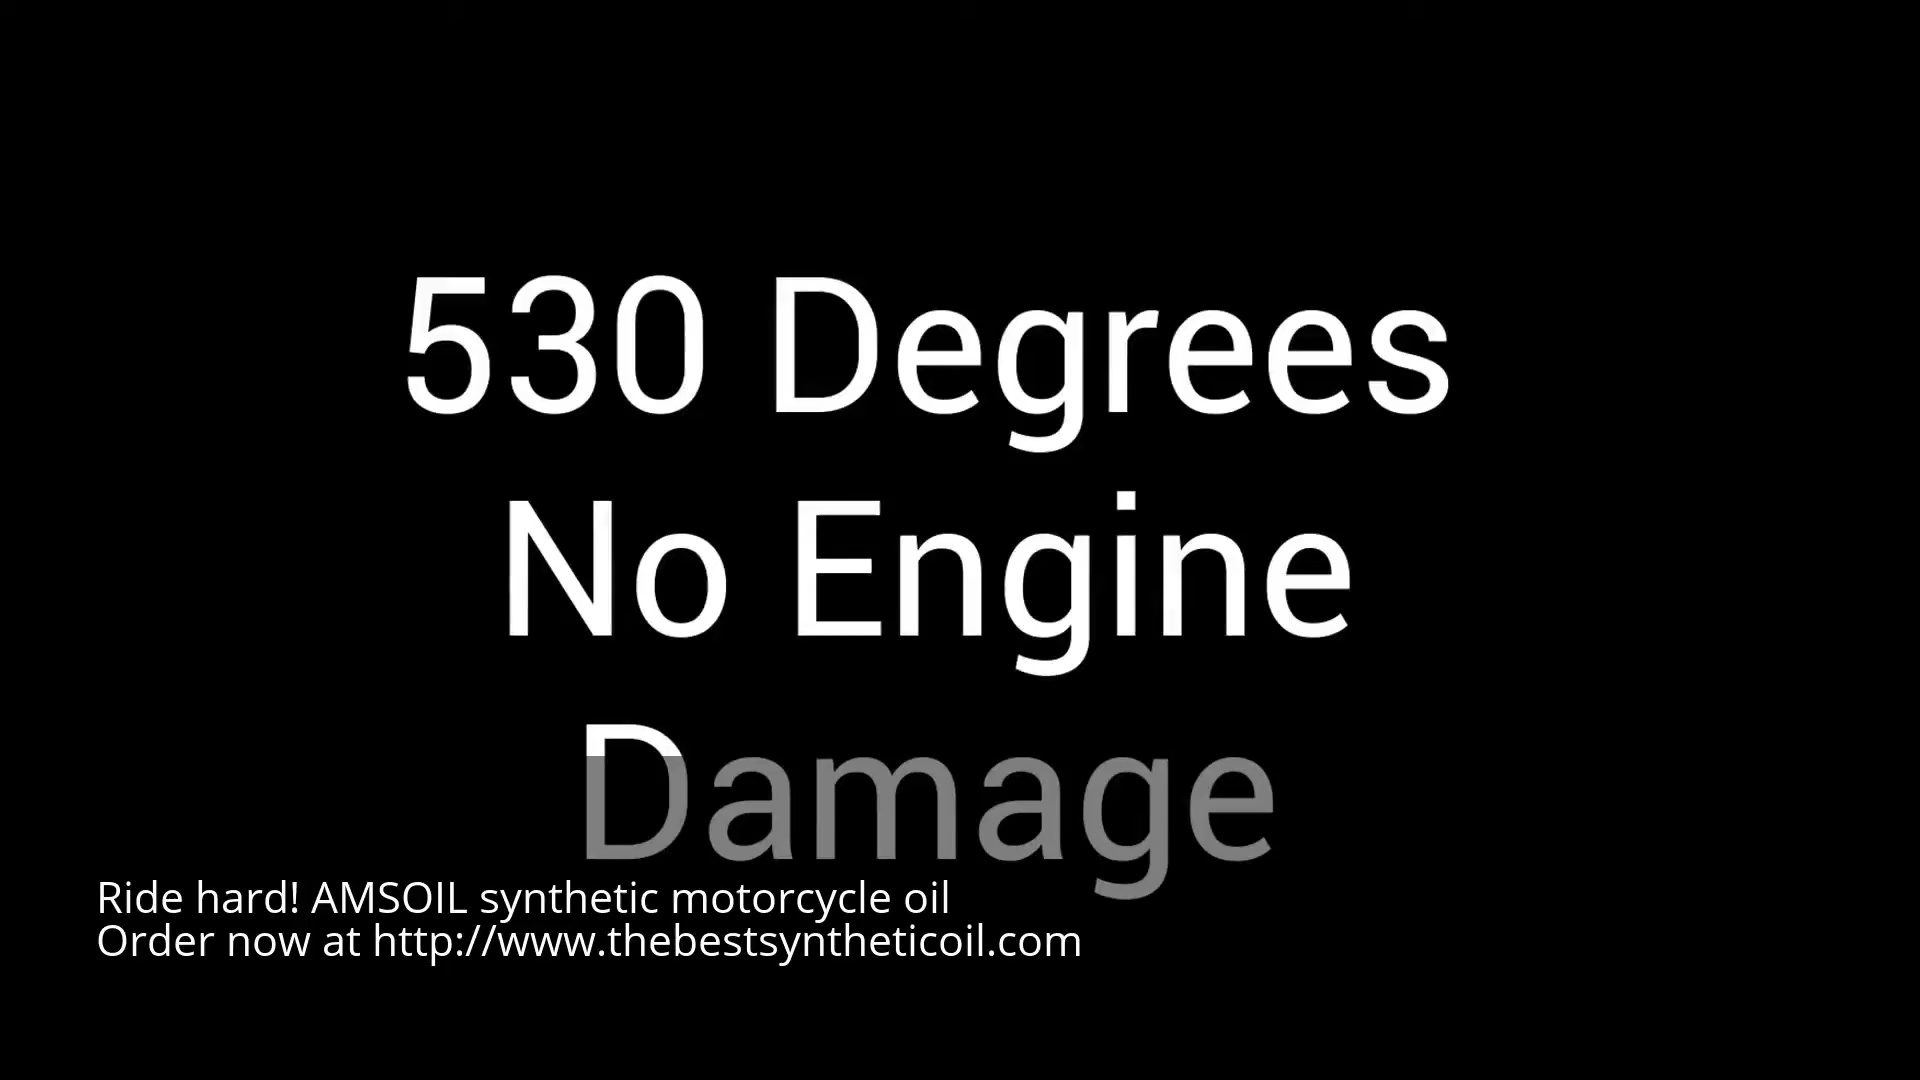 530 Degrees
No Engine
Damage
Ride hard! AMSOIL synthetic motorcycle oil
Order now at http://www.thebestsyntheticoil.com